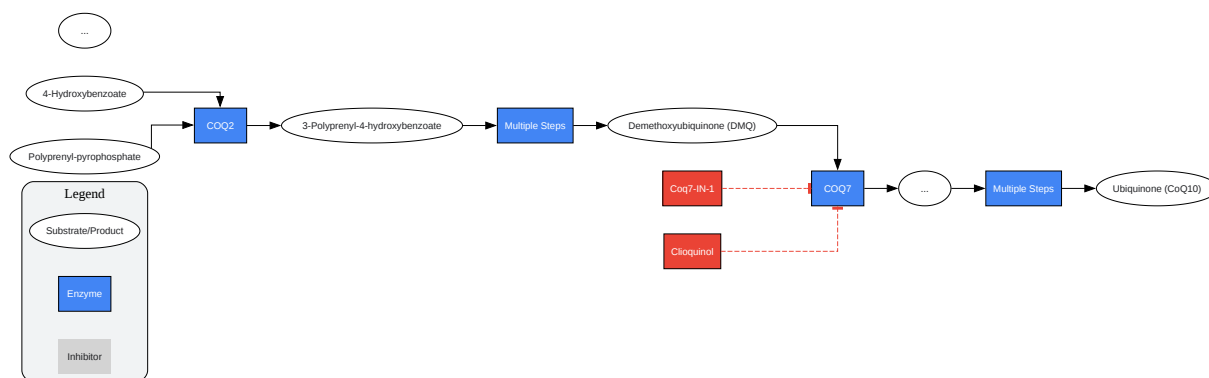 ...
4-Hydroxybenzoate
COQ2
3-Polyprenyl-4-hydroxybenzoate
Multiple Steps
Demethoxyubiquinone (DMQ)
Polyprenyl-pyrophosphate
Coq7-IN-1
COQ7
...
Multiple Steps
Ubiquinone (CoQ10)
Clioquinol
Legend
Substrate/Product
Enzyme
Inhibitor